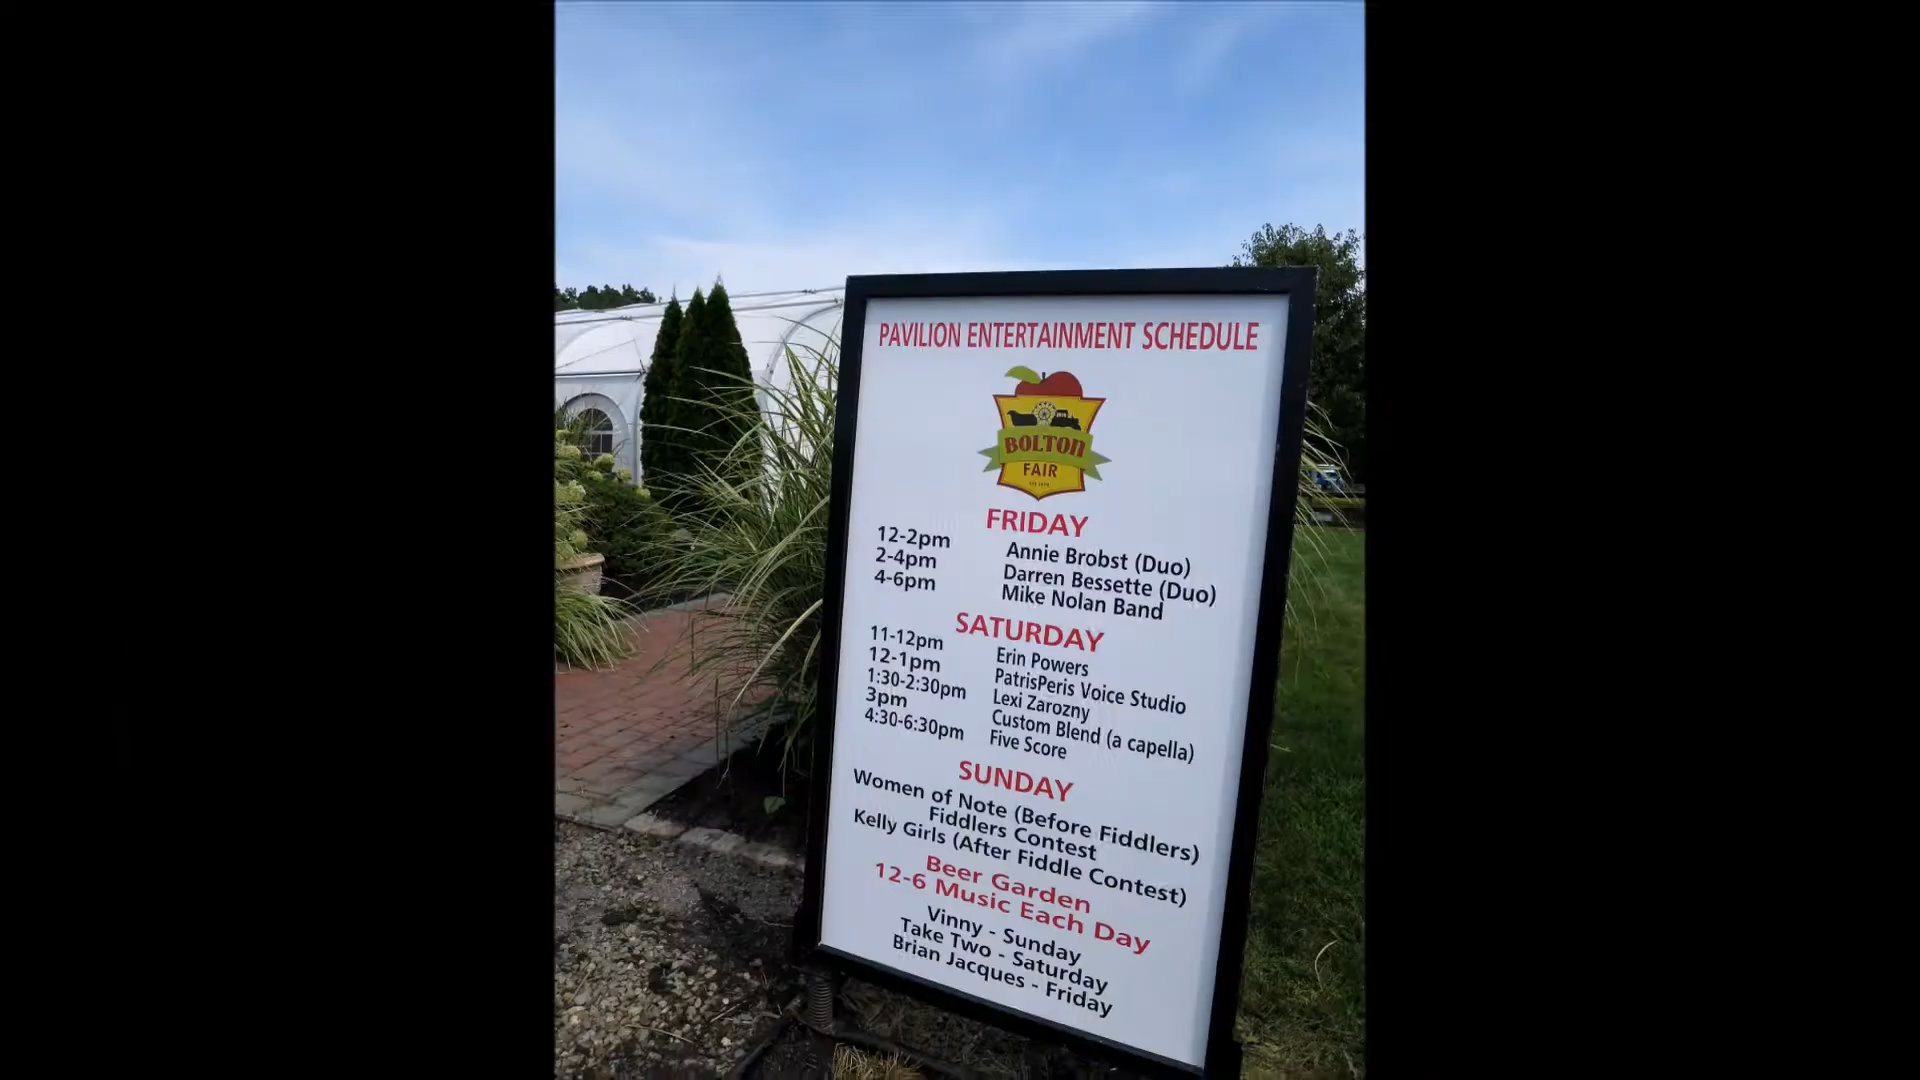 PAVILION ENTERTAINMENT SCHEDULE
BOLTON
FAIR
FRIDAY
12-2pm Annie Brobst (Duo)
2-4pm Darren Bessette (Duo)
4-6pm Mike Nolan Band
SATURDAY
11-12pm Erin Powers
12-1pm PatrisPeris Voice Studio
1:30-2:30pm Lexi Zarozny
3pm Custom Blend (a capella)
4:30-6:30pm Five Score
SUNDAY
Women of Note (Before Fiddlers)
Fiddlers Contest
Kelly Girls (After Fiddle Contest)
Beer Garden
12-6 Music Each Day
Vinny - Sunday
Take Two - Saturday
Brian Jacques - Friday